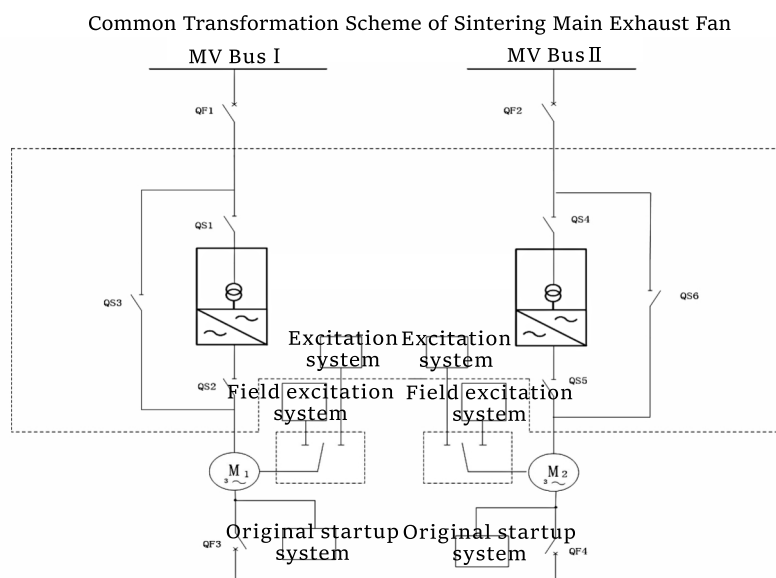 Common Transformation Scheme of Sintering Main Exhaust Fan
MV Bus I
MV Bus II
QF1
QF2
QS1
QS4
QS3
QS6
Excitation
system
Excitation
system
QS2
QS5
Field excitation
system
Field excitation
system
M1
3~
M2
3~
Original startup
system
Original startup
system
QF3
QF4